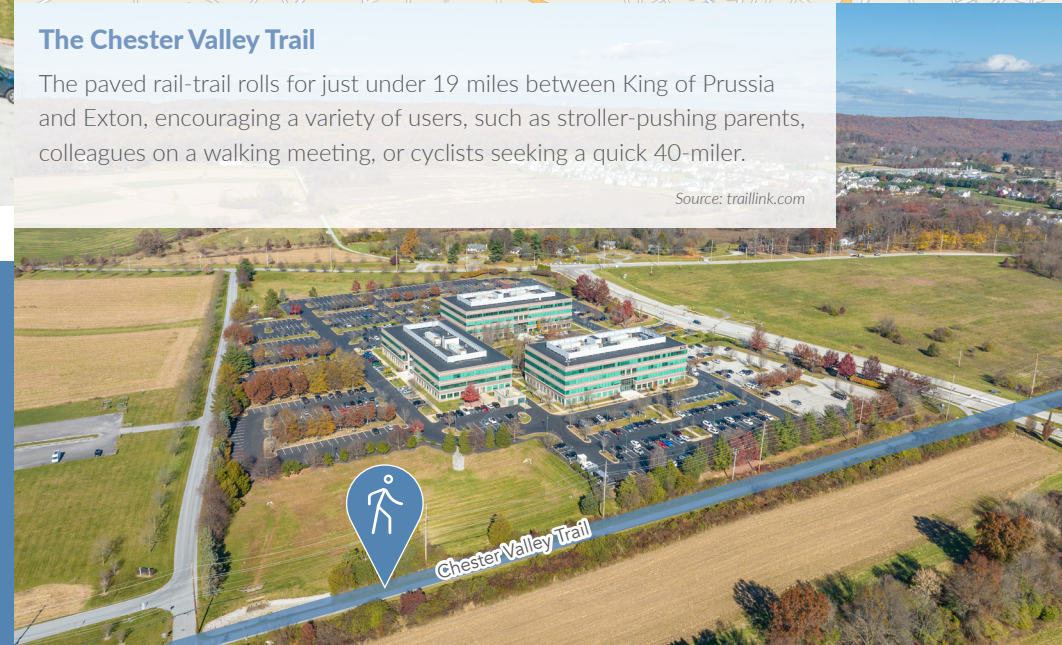 The Chester Valley Trail
The paved rail-trail rolls for just under 19 miles between King of Prussia
and Exton, encouraging a variety of users, such as stroller-pushing parents,
colleagues on a walking meeting, or cyclists seeking a quick 40-miler.
Source: traillink.com
Chester Valley Trail